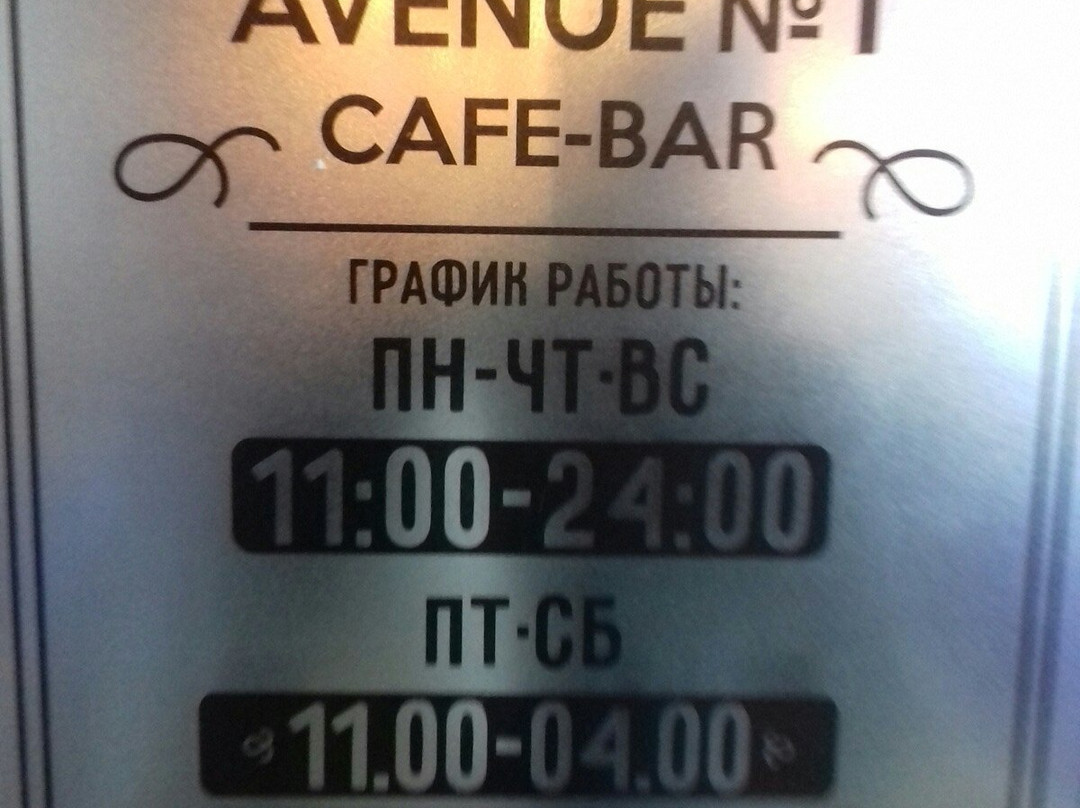 AVENUE №1
CAFE-BAR
ГРАФИК РАБОТЫ:
ПН-ЧТ·ВС
11:00-24:00
ПТ·СБ
11.00-04.00